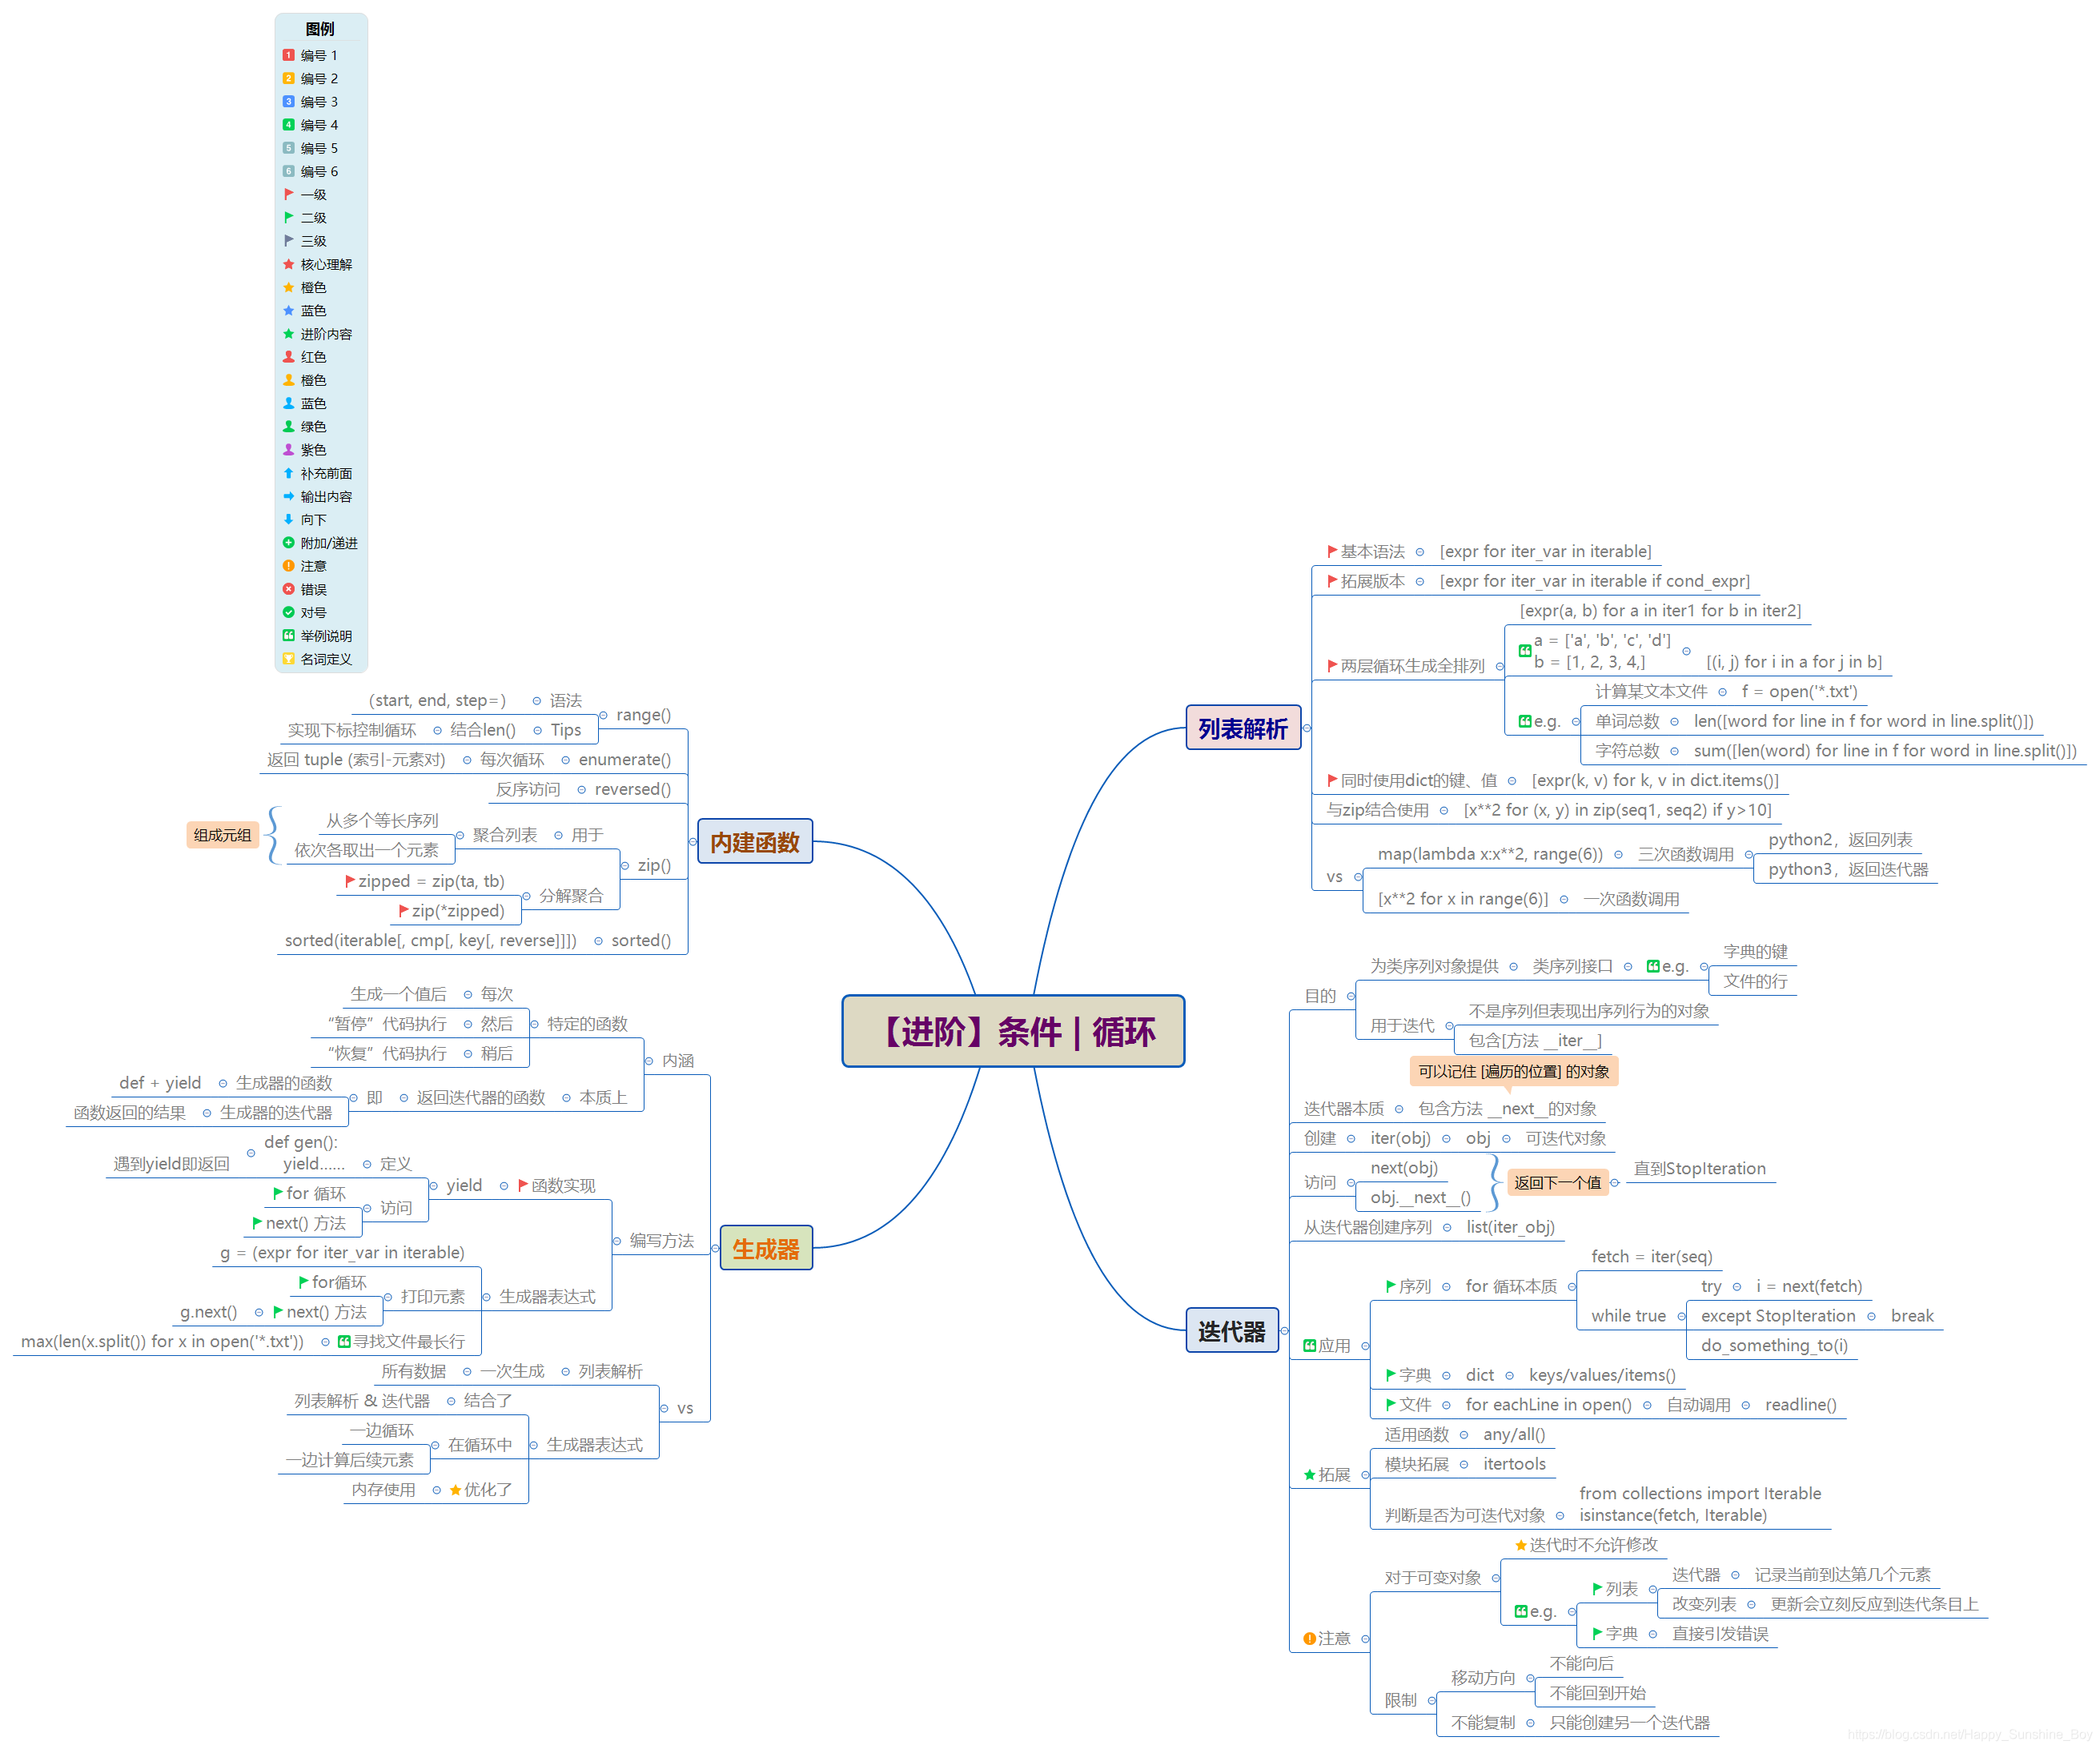 图例
1 编号 1
2 编号 2
3 编号 3
4 编号 4
5 编号 5
6 编号 6
一级
二级
三级
核心理解
橙色
蓝色
进阶内容
红色
橙色
蓝色
绿色
紫色
补充前面
输出内容
向下
附加/递进
注意
错误
对号
举例说明
名词定义
【进阶】条件 | 循环
列表解析
基本语法
[expr for iter_var in iterable]
拓展版本
[expr for iter_var in iterable if cond_expr]
两层循环生成全排列
[expr(a, b) for a in iter1 for b in iter2]
a = ['a', 'b', 'c', 'd']
b = [1, 2, 3, 4,]
[(i, j) for i in a for j in b]
e.g.
计算某文本文件
f = open('*.txt')
单词总数
len([word for line in f for word in line.split()])
字符总数
sum([len(word) for line in f for word in line.split()])
同时使用dict的键、值
[expr(k, v) for k, v in dict.items()]
与zip结合使用
[x**2 for (x, y) in zip(seq1, seq2) if y>10]
vs
map(lambda x:x**2, range(6))
三次函数调用
python2，返回列表
python3，返回迭代器
[x**2 for x in range(6)]
一次函数调用
迭代器
目的
为类序列对象提供
类序列接口
e.g.
字典的键
文件的行
用于迭代
不是序列但表现出序列行为的对象
包含[方法 __iter__]
可以记住 [遍历的位置] 的对象
迭代器本质
包含方法 __next__的对象
创建
iter(obj)
obj
可迭代对象
访问
next(obj)
obj.__next__()
返回下一个值
直到StopIteration
从迭代器创建序列
list(iter_obj)
应用
序列
for 循环本质
fetch = iter(seq)
while true
try
i = next(fetch)
except StopIteration
break
do_something_to(i)
字典
dict
keys/values/items()
文件
for eachLine in open()
自动调用
readline()
拓展
适用函数
any/all()
模块拓展
itertools
判断是否为可迭代对象
from collections import Iterable
isinstance(fetch, Iterable)
注意
对于可变对象
迭代时不允许修改
e.g.
列表
迭代器
记录当前到达第几个元素
改变列表
更新会立刻反应到迭代条目上
字典
直接引发错误
限制
移动方向
不能向后
不能回到开始
不能复制
只能创建另一个迭代器
内建函数
range()
语法
(start, end, step=)
Tips
结合len()
实现下标控制循环
enumerate()
每次循环
返回 tuple (索引-元素对)
reversed()
反序访问
zip()
用于
聚合列表
从多个等长序列
依次各取出一个元素
组成元组
分解聚合
zipped = zip(ta, tb)
zip(*zipped)
sorted()
sorted(iterable[, cmp[, key[, reverse]]])
生成器
内涵
特定的函数
每次
生成一个值后
然后
“暂停”代码执行
稍后
“恢复”代码执行
本质上
返回迭代器的函数
即
生成器的函数
def + yield
生成器的迭代器
函数返回的结果
编写方法
函数实现
yield
定义
def gen():
yield......
遇到yield即返回
访问
for 循环
next() 方法
生成器表达式
g = (expr for iter_var in iterable)
打印元素
for循环
next() 方法
g.next()
寻找文件最长行
max(len(x.split()) for x in open('*.txt'))
vs
列表解析
一次生成
所有数据
生成器表达式
结合了
列表解析 & 迭代器
在循环中
一边循环
一边计算后续元素
优化了
内存使用
https://blog.csdn.net/Happy_Sunshine_Boy